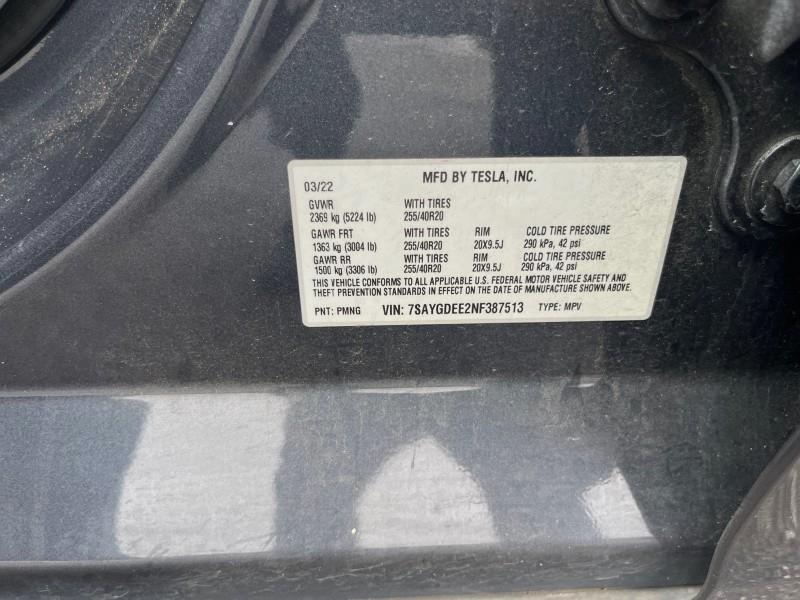 MFD BY TESLA, INC.
03/22
GVWR WITH TIRES
2369 kg (5224 lb) 255/40R20
GAWR FRT WITH TIRES RIM COLD TIRE PRESSURE
1363 kg (3004 lb) 255/40R20 20X9.5J 290 kPa, 42 psi
GAWR RR WITH TIRES RIM COLD TIRE PRESSURE
1500 kg (3306 lb) 255/40R20 20X9.5J 290 kPa, 42 psi
THIS VEHICLE CONFORMS TO ALL APPLICABLE U.S. FEDERAL MOTOR VEHICLE SAFETY AND
THEFT PREVENTION STANDARDS IN EFFECT ON THE DATE OF MANUFACTURE SHOWN ABOVE.
PNT: PMNG VIN: 7SAYGDEE2NF387513 TYPE: MPV